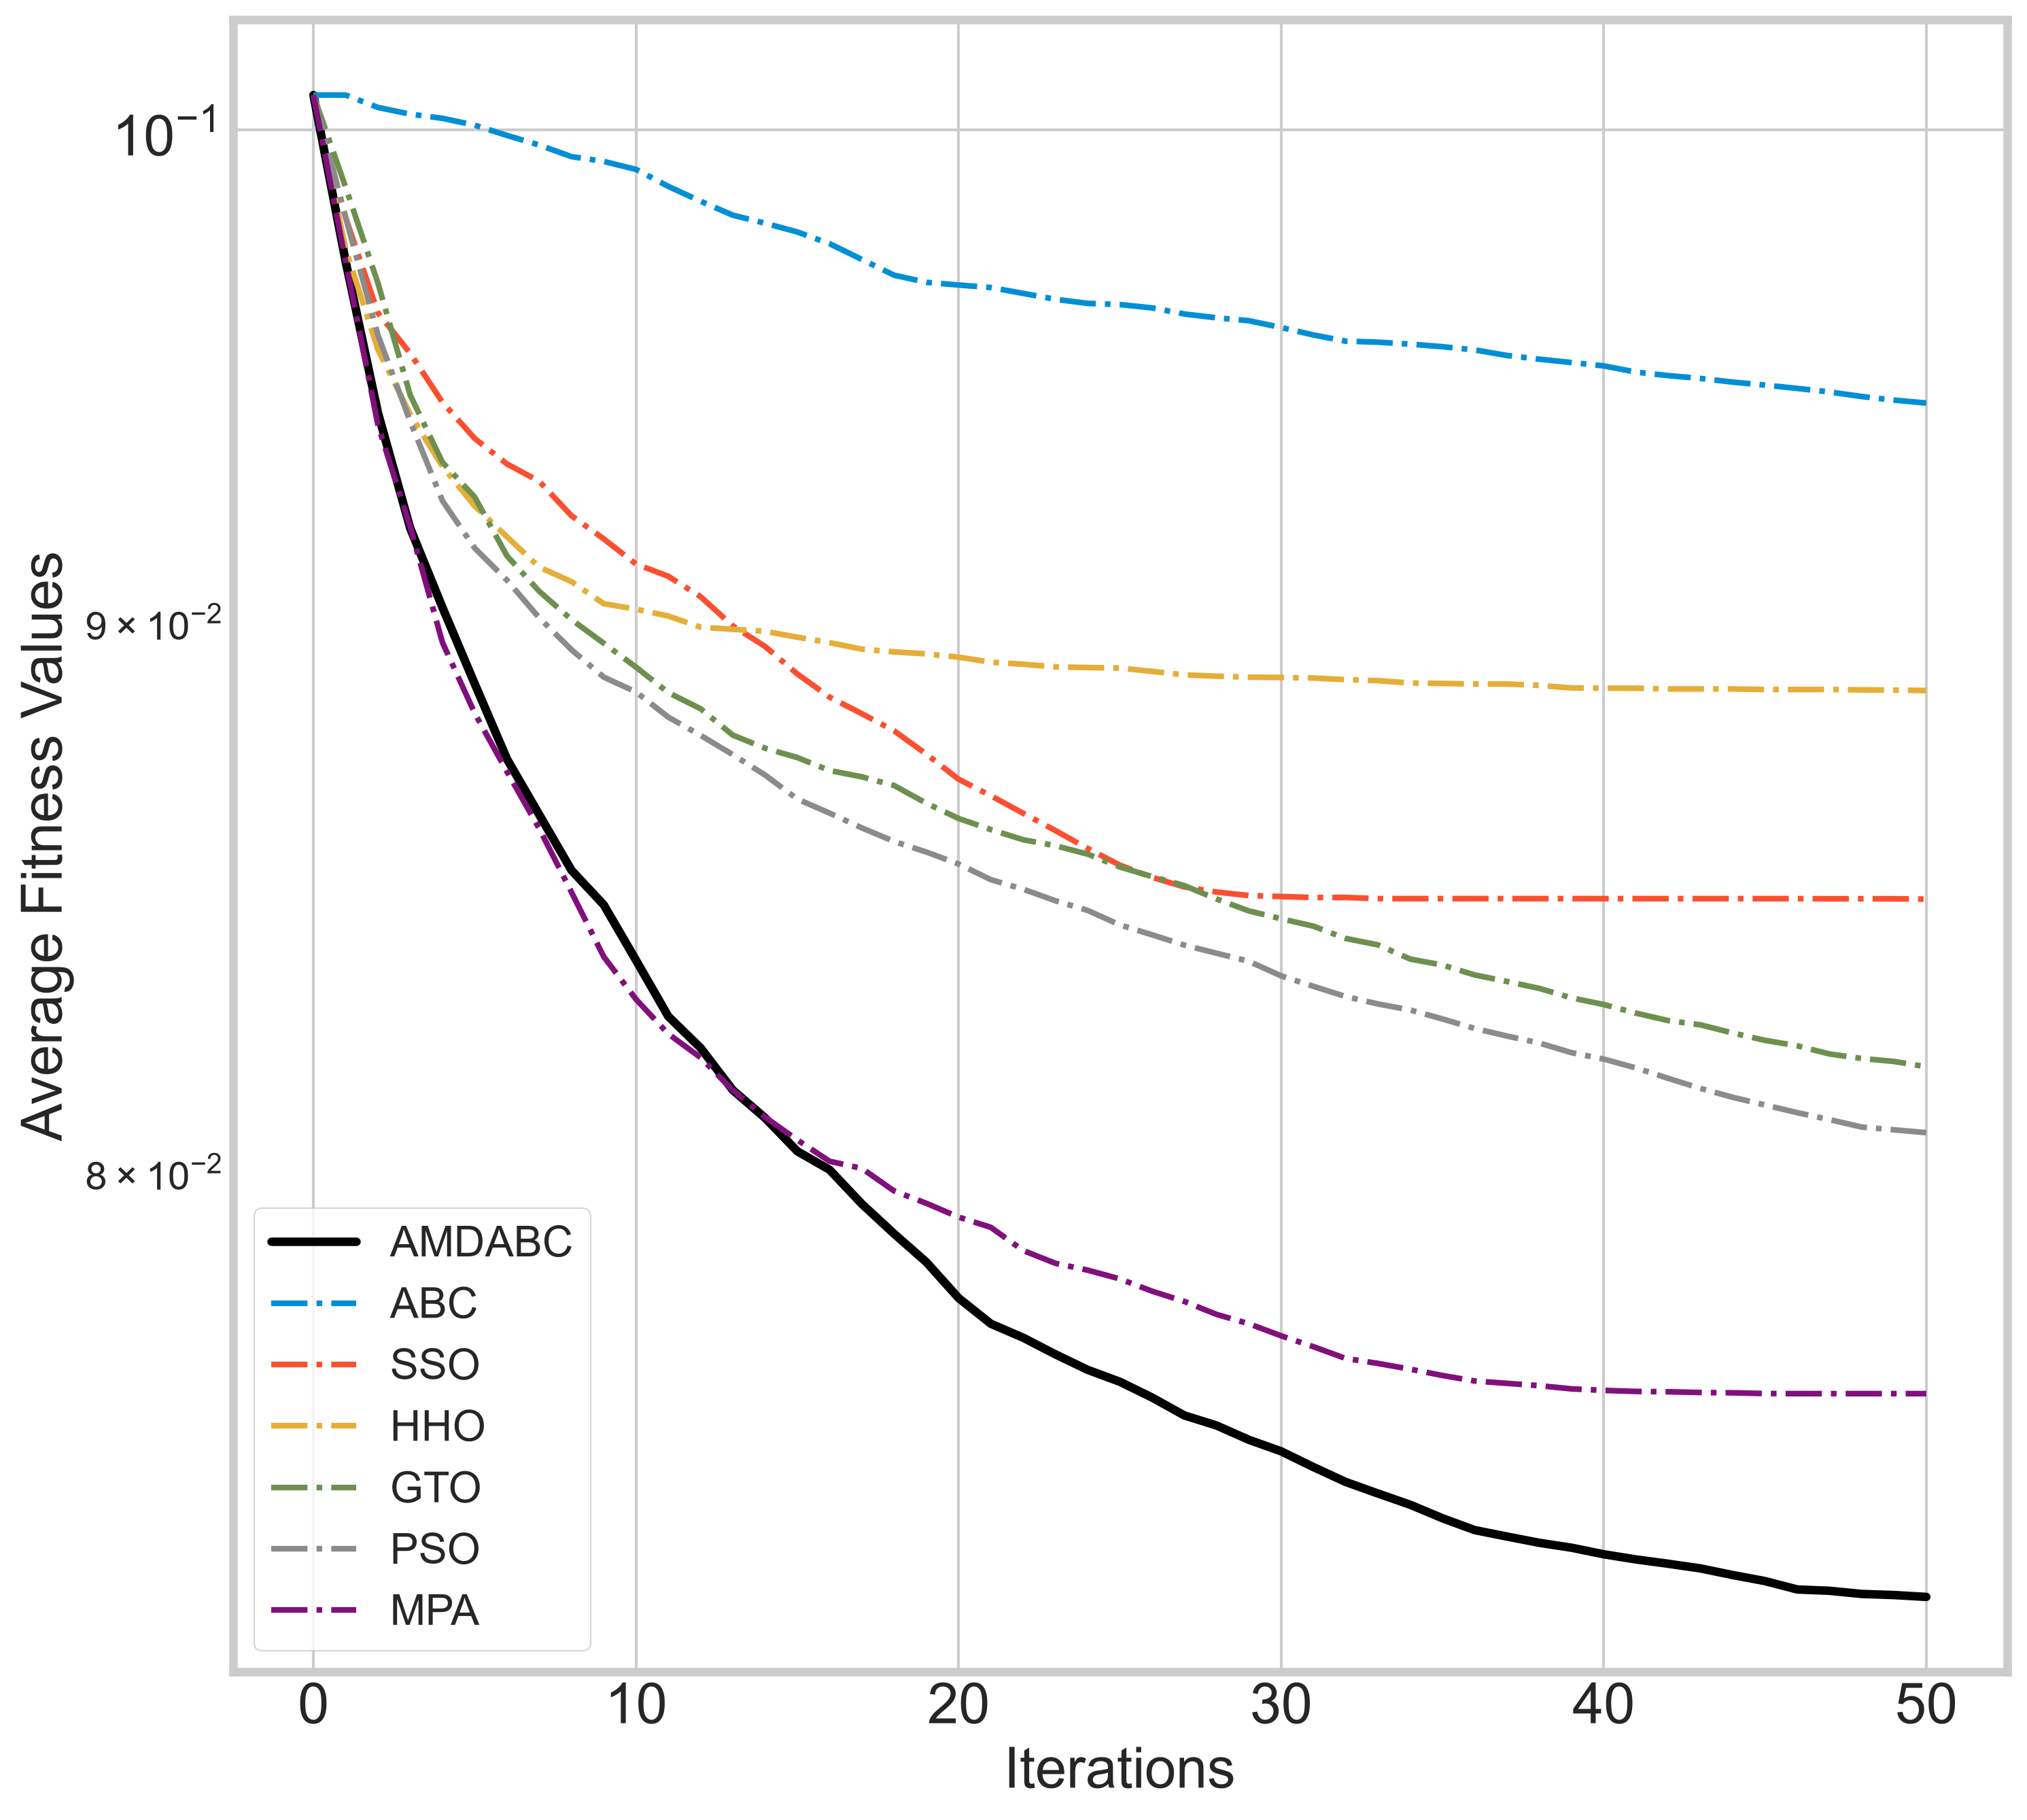 Average Fitness Values
10⁻¹
9 × 10⁻²
8 × 10⁻²
AMDABC
ABC
SSO
HHO
GTO
PSO
MPA
0 10 20 30 40 50
Iterations